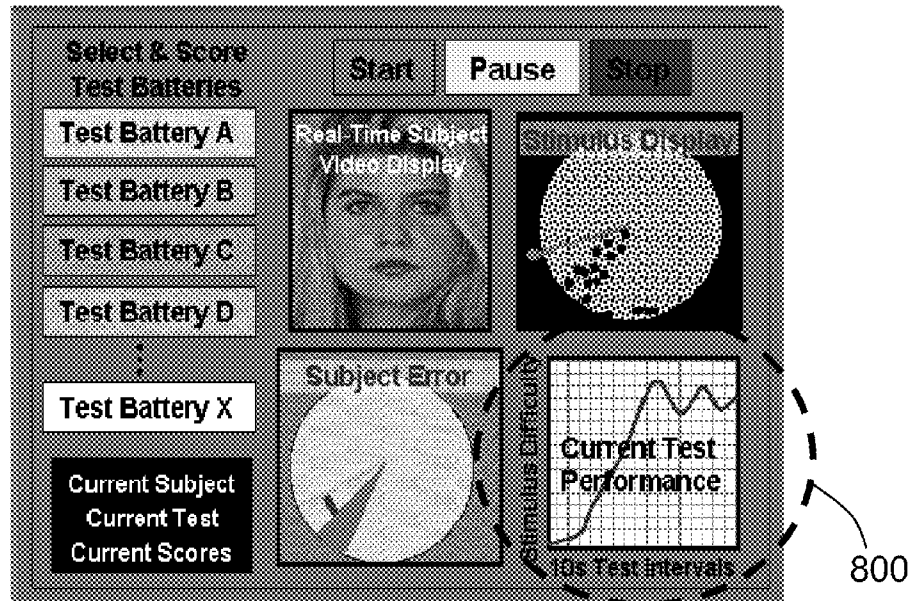 Select & Score
Test Batteries
Start
Pause
Stop
Test Battery A
Test Battery B
Test Battery C
Test Battery D
Test Battery X
Current Subject
Current Test
Current Scores
Real-Time Subject
Video Display
Stimulus Display
Subject Error
Stimulus Difficulty
Current Test
Performance
10s Test Intervals
800